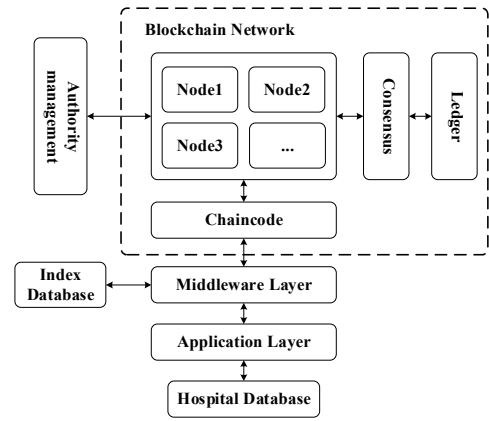 Blockchain Network
Authority
management
Node1
Node2
Node3
...
Consensus
Ledger
Chaincode
Index
Database
Middleware Layer
Application Layer
Hospital Database